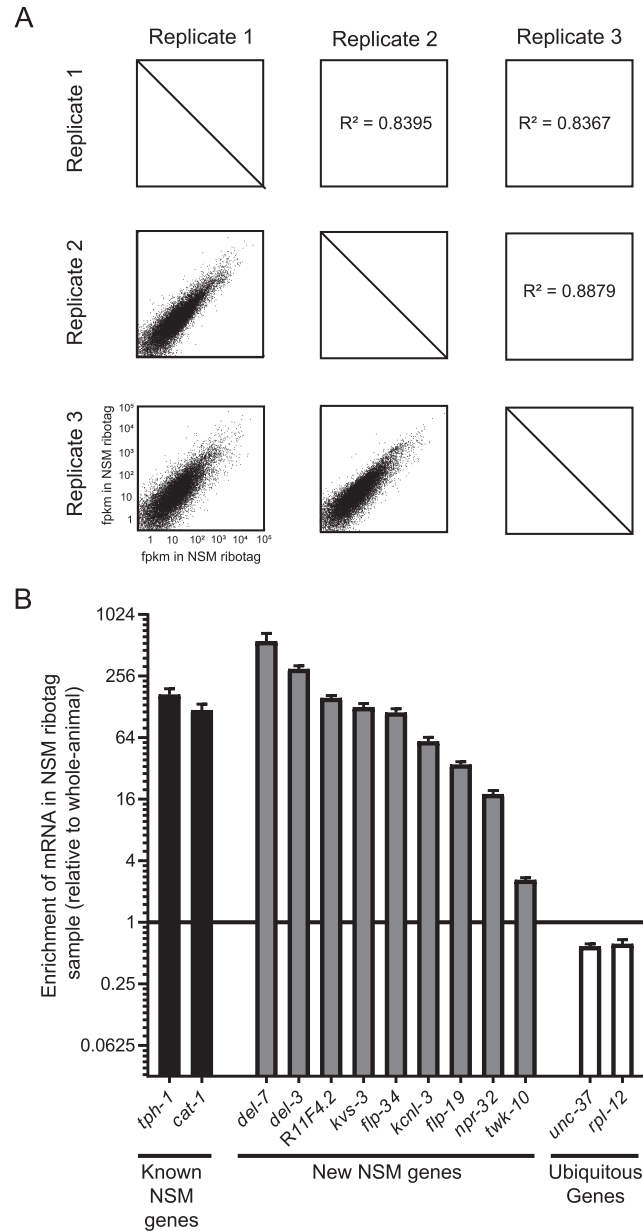 A
Replicate 1
Replicate 2
Replicate 3
Replicate 1
R² = 0.8395
R² = 0.8367
Replicate 2
R² = 0.8879
Replicate 3
fpkm in NSM ribotag
10⁵
10⁴
10³
10²
10
1
1 10 10² 10³ 10⁴ 10⁵
fpkm in NSM ribotag
B
Enrichment of mRNA in NSM ribotag
sample (relative to whole-animal)
1024
256
64
16
4
1
0.25
0.0625
tph-1
cat-1
del-7
del-3
R11F4.2
kvs-3
flp-34
kcnl-3
flp-19
npr-32
twk-10
unc-37
rpl-12
Known
NSM
genes
New NSM genes
Ubiquitous
Genes